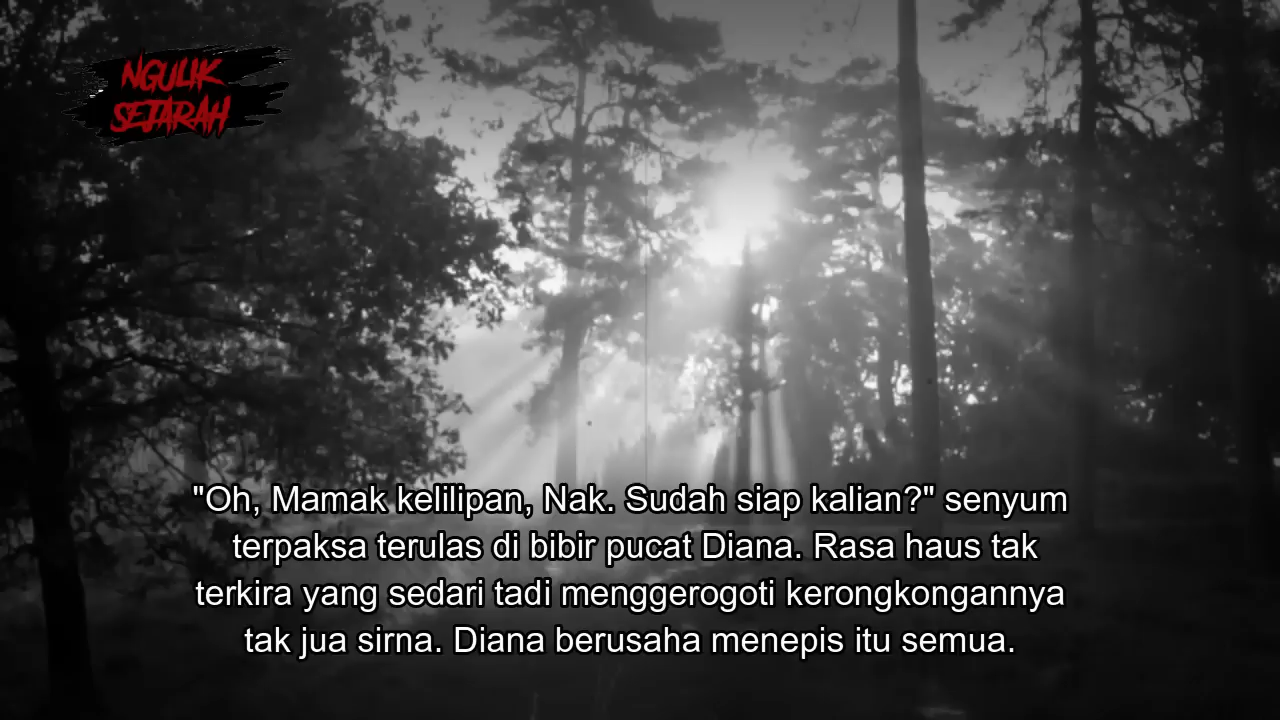 NGULIK
SEJARAH
"Oh, Mamak kelilipan, Nak. Sudah siap kalian?" senyum
terpaksa terulas di bibir pucat Diana. Rasa haus tak
terkira yang sedari tadi menggerogoti kerongkongannya
tak jua sirna. Diana berusaha menepis itu semua.